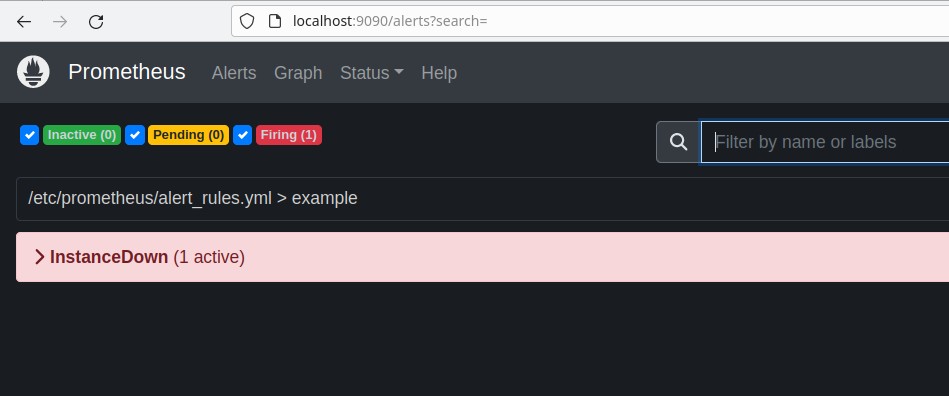 localhost:9090/alerts?search=
Prometheus Alerts Graph Status Help
Inactive (0) Pending (0) Firing (1)
Filter by name or labels
/etc/prometheus/alert_rules.yml > example
InstanceDown (1 active)